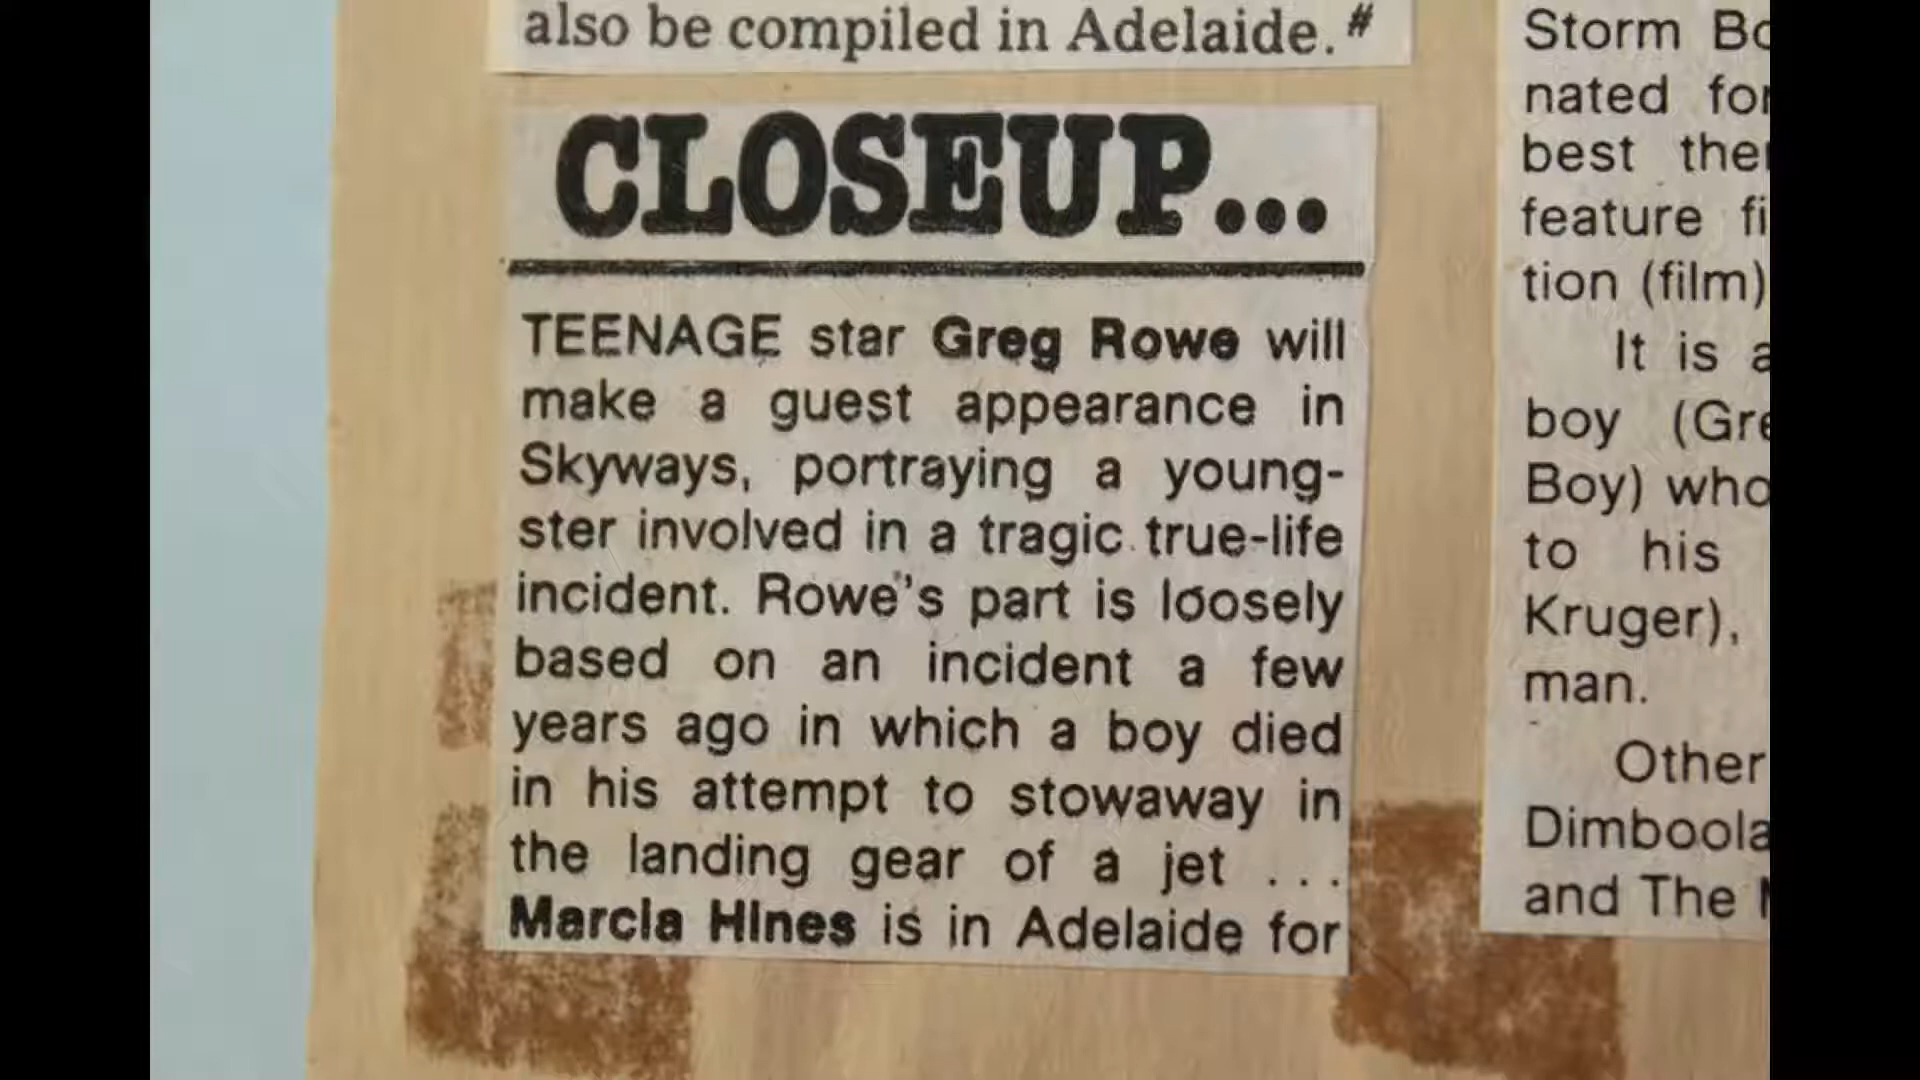 also be compiled in Adelaide.#
CLOSEUP...
TEENAGE star Greg Rowe will
make a guest appearance in
Skyways, portraying a young-
ster involved in a tragic true-life
incident. Rowe's part is loosely
based on an incident a few
years ago in which a boy died
in his attempt to stowaway in
the landing gear of a jet ...
Marcia Hines is in Adelaide for
Storm
nated
best
feature
tion (film)
It is
boy
Boy) who
to his
Kruger),
man.
Other
Dimboola
and The